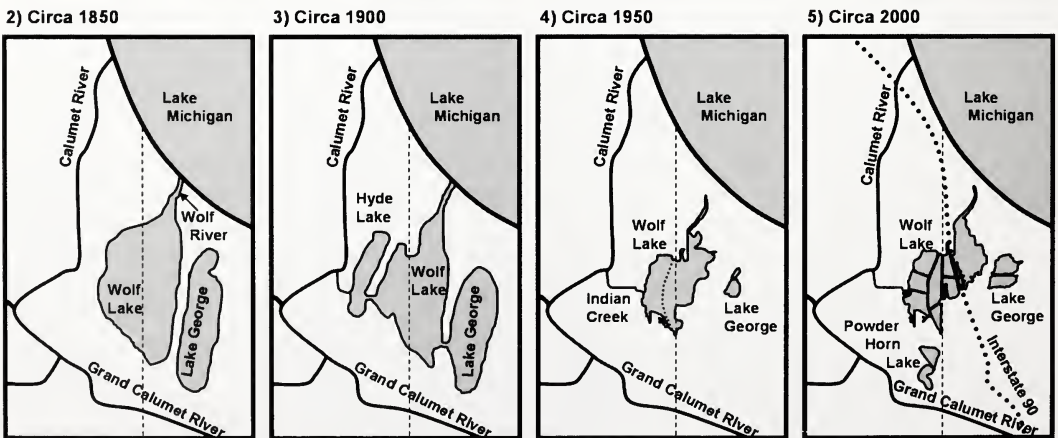 2) Circa 1850
Calumet River
Lake
Michigan
Wolf
River
Wolf
Lake
Lake George
Grand Calumet River
3) Circa 1900
Calumet River
Lake
Michigan
Hyde
Lake
Wolf
Lake
Lake George
Grand Calumet River
4) Circa 1950
Calumet River
Lake
Michigan
Wolf
Lake
Indian
Creek
Lake
George
Grand Calumet River
5) Circa 2000
Calumet River
Lake
Michigan
Wolf
Lake
Lake
George
Powder
Horn
Lake
Interstate 90
Grand Calumet River